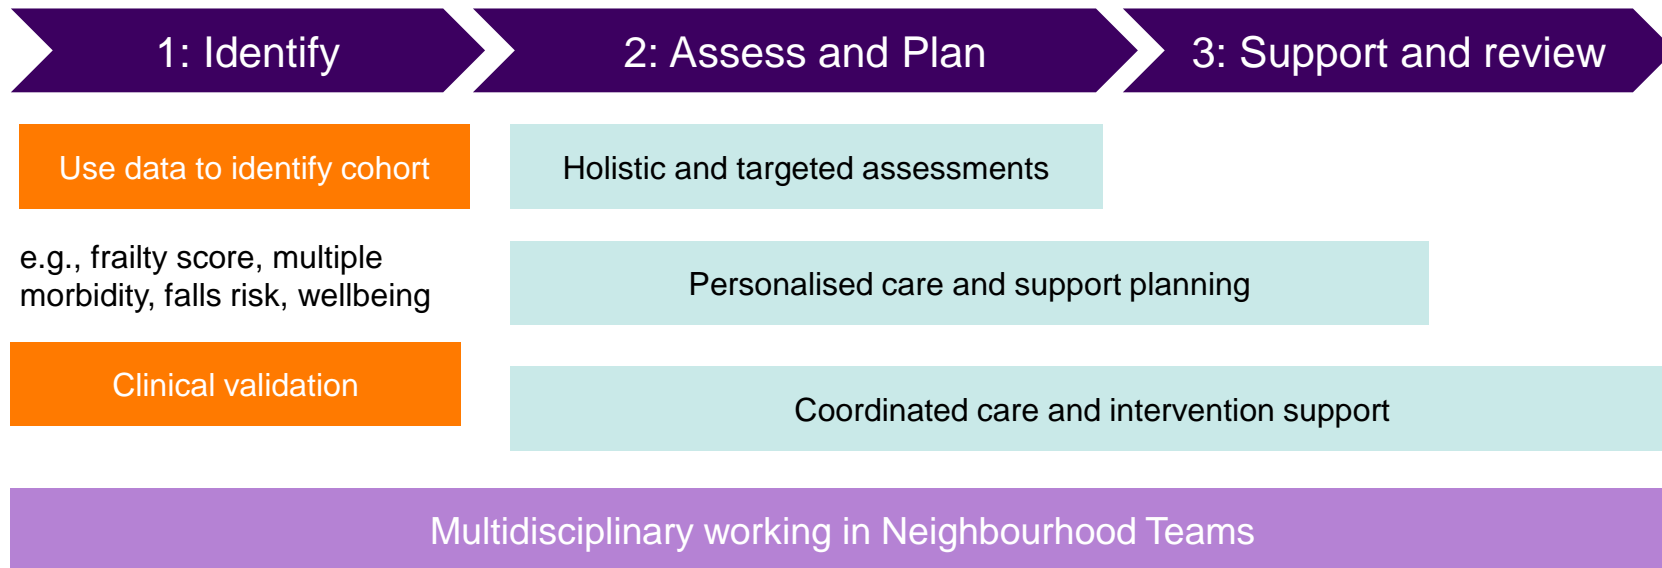 1: Identify
2: Assess and Plan
3: Support and review
Use data to identify cohort
Holistic and targeted assessments
e.g., frailty score, multiple
morbidity, falls risk, wellbeing
Personalised care and support planning
Clinical validation
Coordinated care and intervention support
Multidisciplinary working in Neighbourhood Teams